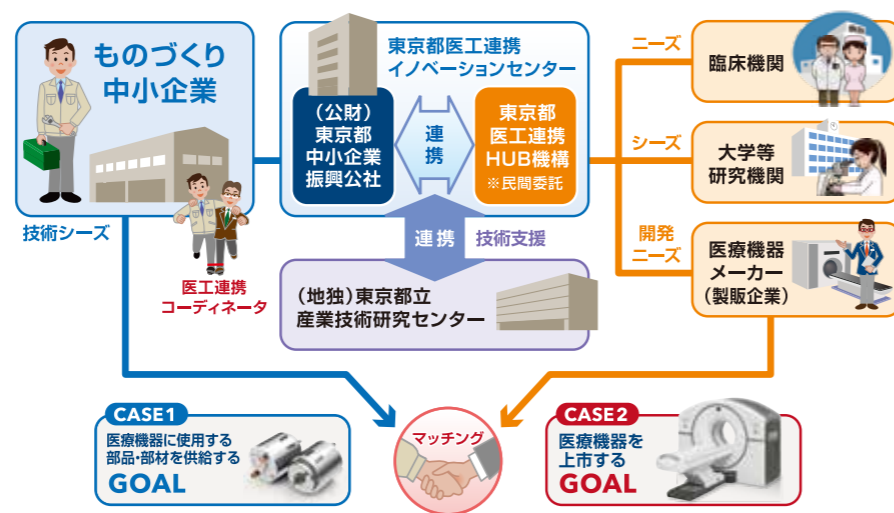 ものづくり
中小企業
技術シーズ
医工連携
コーディネータ
東京都医工連携
イノベーションセンター
(公財)
東京都
中小企業
振興公社
連携
東京都
医工連携
HUB機構
※民間委託
連携
技術支援
(地独)東京都立
産業技術研究センター
ニーズ
臨床機関
シーズ
大学等
研究機関
開発
ニーズ
医療機器
メーカー
(製販企業)
CASE1
医療機器に使用する
部品・部材を供給する
GOAL
マッチング
CASE2
医療機器を
上市する
GOAL